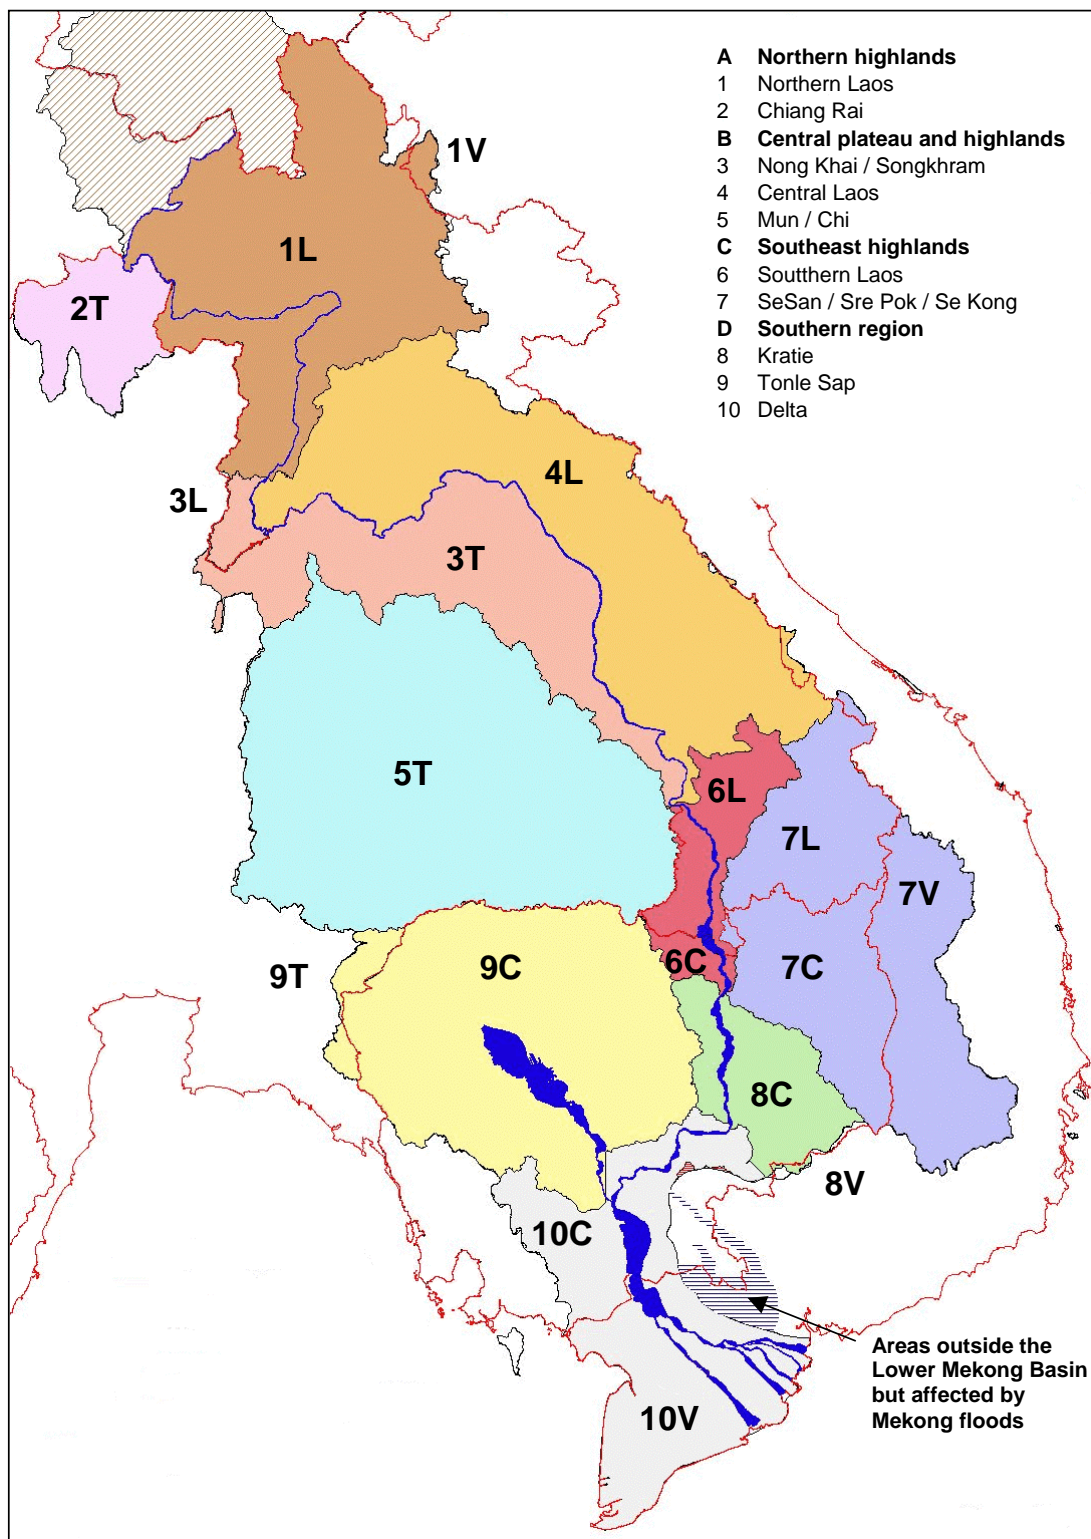 A Northern highlands
1 Northern Laos
2 Chiang Rai
B Central plateau and highlands
3 Nong Khai / Songkhram
4 Central Laos
5 Mun / Chi
C Southeast highlands
6 Soutthern Laos
7 SeSan / Sre Pok / Se Kong
D Southern region
8 Kratie
9 Tonle Sap
10 Delta
1V
1L
2T
4L
3L
3T
5T
6L
7L
7V
9T
9C
6C
7C
8C
8V
10C
Areas outside the
Lower Mekong Basin
but affected by
Mekong floods
10V